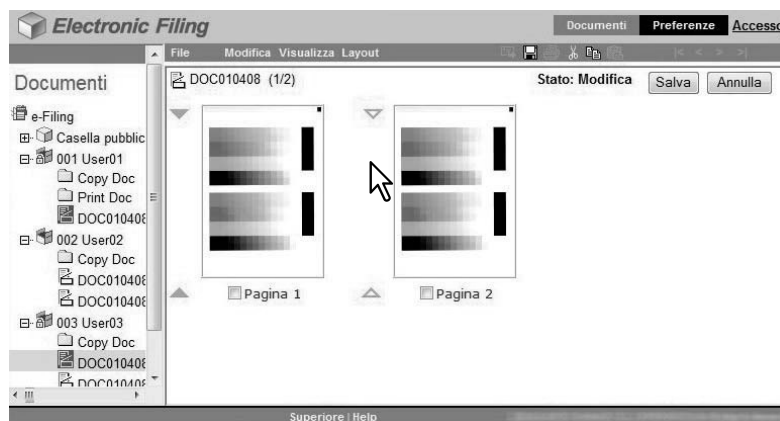 Electronic Filing
Documenti Preferenze Accesso
File Modifica Visualizza Layout
Documenti
DOC010408 (1/2) Stato: Modifica Salva Annulla
e-Filing
Casella pubblic
001 User01
Copy Doc
Print Doc
DOC010408
002 User02
Copy Doc
DOC010408
DOC010408
003 User03
Copy Doc
DOC010408
DOC010408
Pagina 1 Pagina 2
Superiore | Help